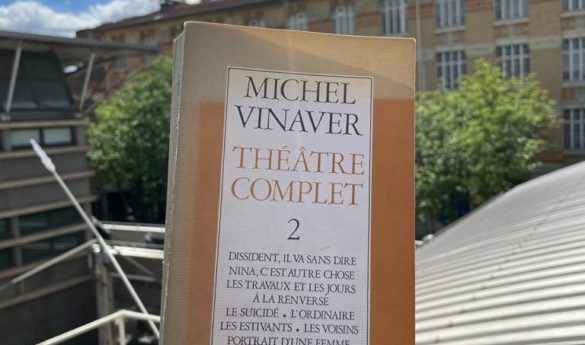 MICHEL
VINAVER
THÉÂTRE
COMPLET
2
DISSIDENT, IL VA SANS DIRE
NINA, C'EST AUTRE CHOSE
LES TRAVAUX ET LES JOURS
À LA RENVERSE
LE SUICIDÉ • L'ORDINAIRE
LES ESTIVANTS • LES VOISINS
PORTRAIT D'UNE FEMME